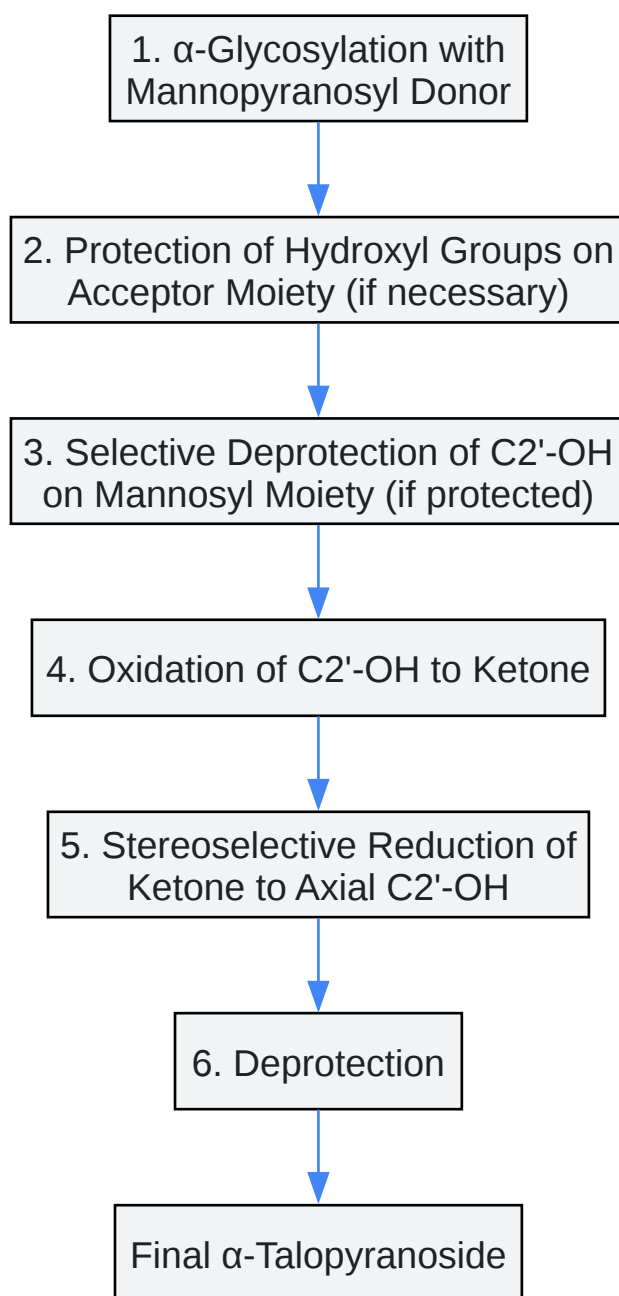 1. α-Glycosylation with
Mannopyranosyl Donor
2. Protection of Hydroxyl Groups on
Acceptor Moiety (if necessary)
3. Selective Deprotection of C2'-OH
on Mannosyl Moiety (if protected)
4. Oxidation of C2'-OH to Ketone
5. Stereoselective Reduction of
Ketone to Axial C2'-OH
6. Deprotection
Final α-Talopyranoside